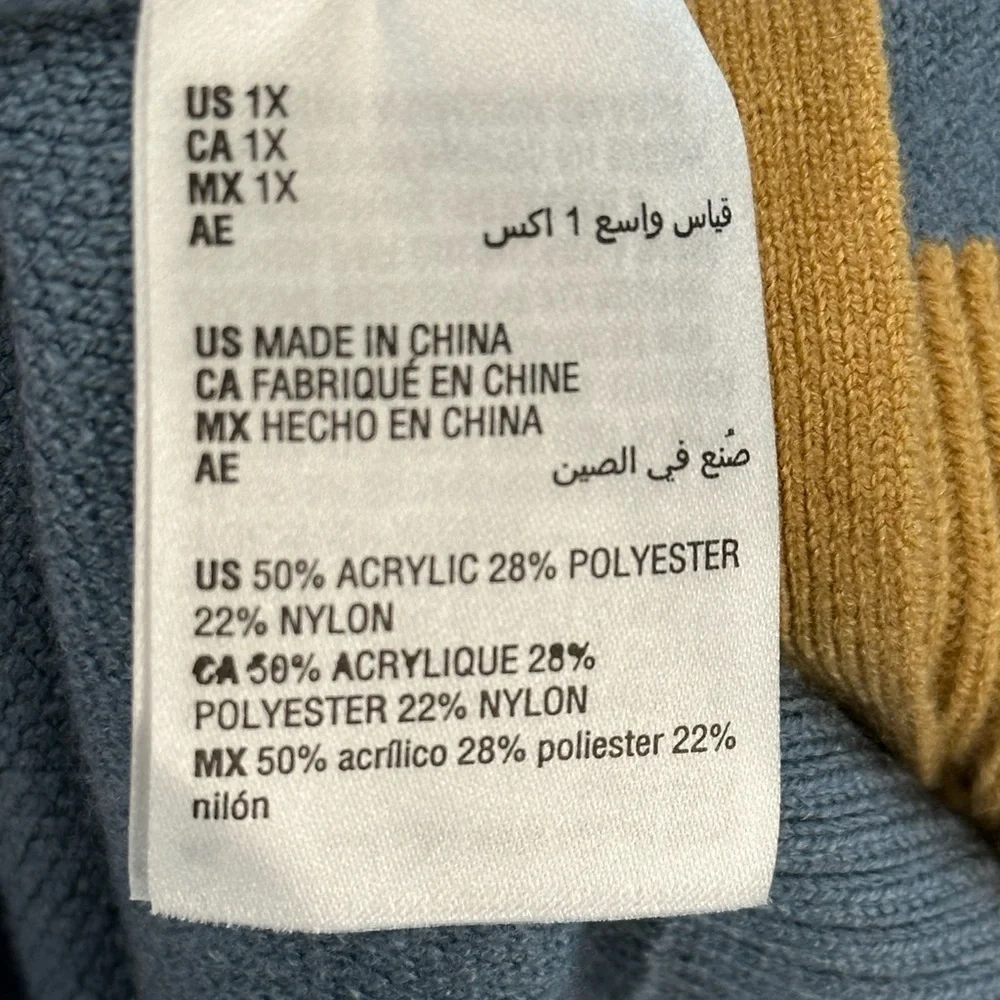 US 1X
CA 1X
MX 1X
AE قياس واسع 1 اكس
US MADE IN CHINA
CA FABRIQUÉ EN CHINE
MX HECHO EN CHINA
AE صُنع في الصين
US 50% ACRYLIC 28% POLYESTER
22% NYLON
CA 50% ACRYLIQUE 28%
POLYESTER 22% NYLON
MX 50% acrílico 28% poliester 22%
nilón